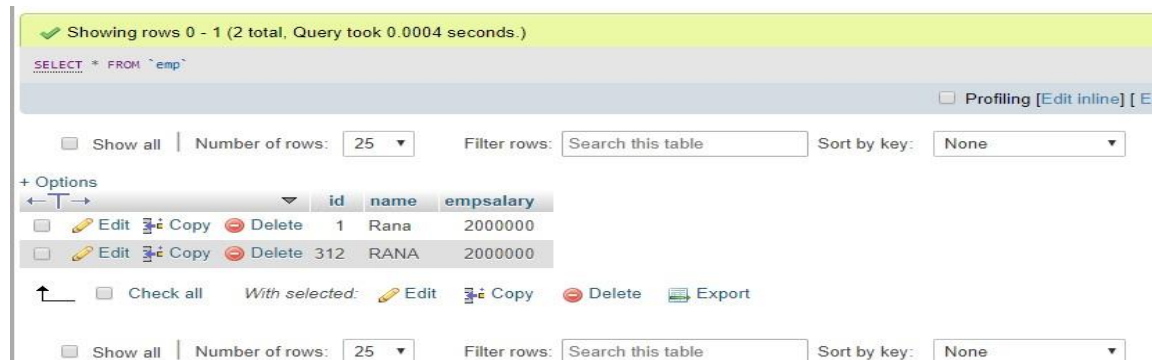 Showing rows 0 - 1 (2 total, Query took 0.0004 seconds.)
SELECT * FROM `emp`
Profiling [Edit inline] [ E
Show all | Number of rows: 25 Filter rows: Search this table Sort by key: None
+ Options
id name empsalary
Edit Copy Delete 1 Rana 2000000
Edit Copy Delete 312 RANA 2000000
Check all With selected: Edit Copy Delete Export
Show all | Number of rows: 25 Filter rows: Search this table Sort by key: None